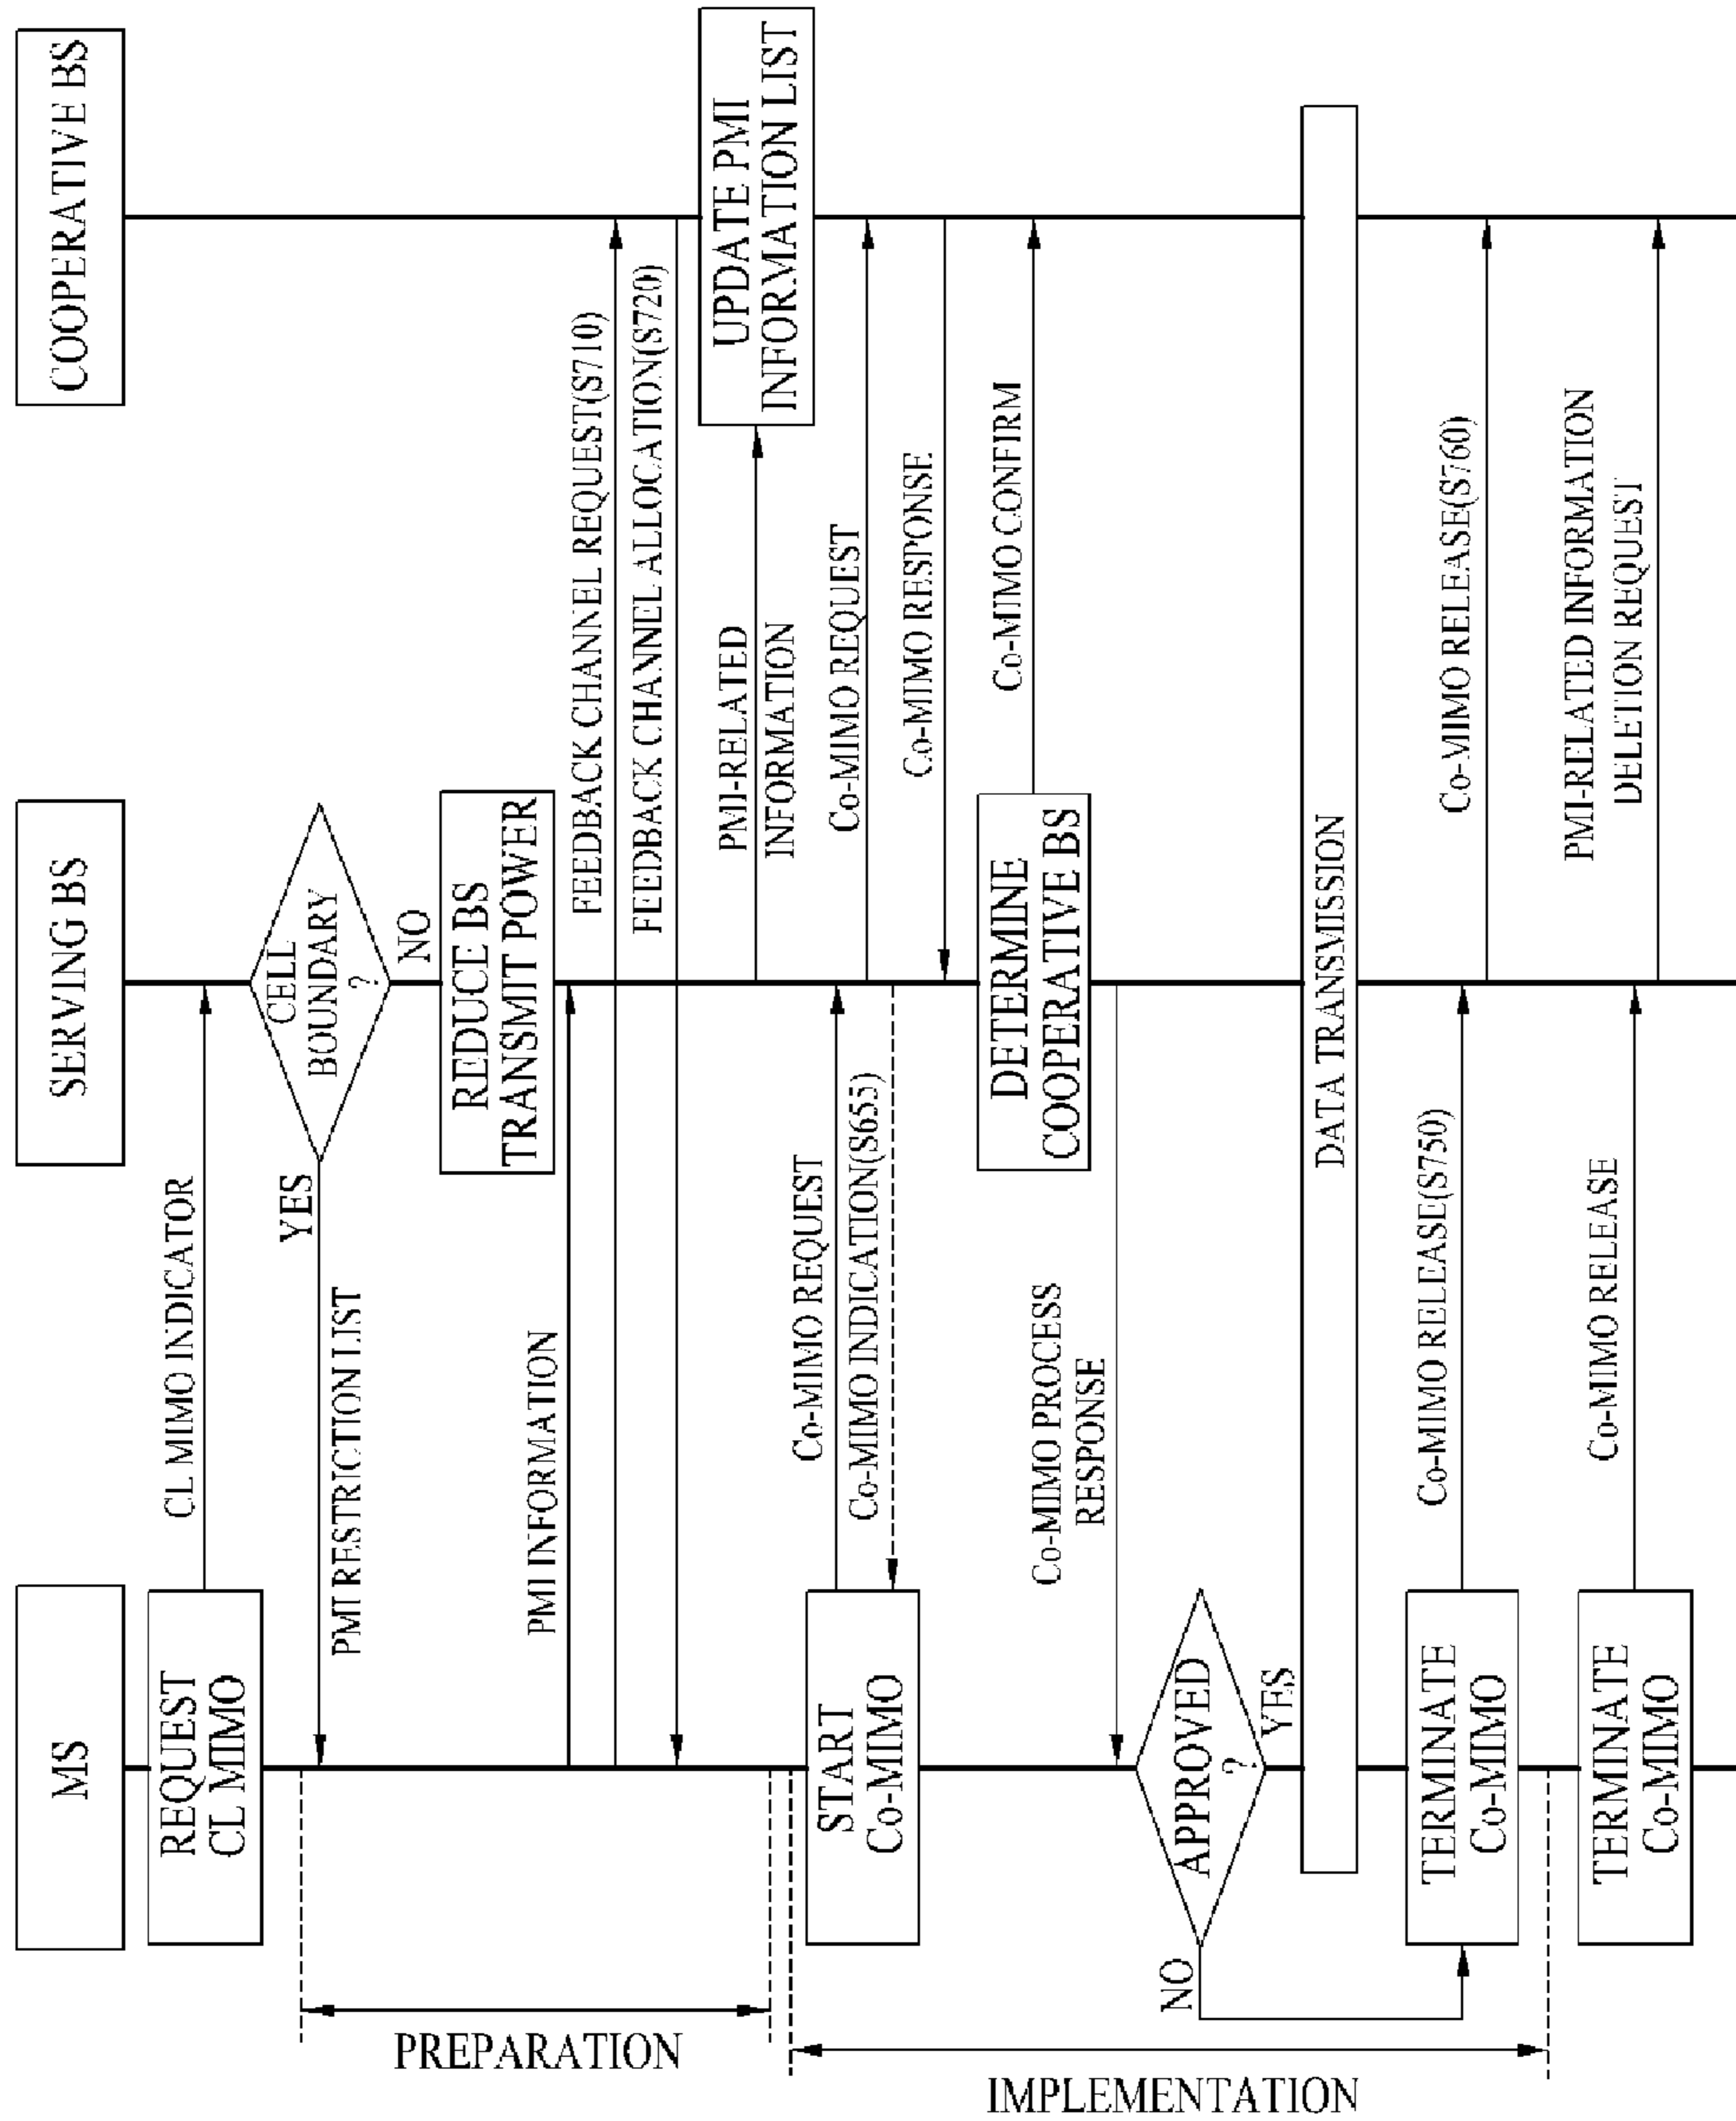 MS
SERVING BS
COOPERATIVE BS
REQUEST
CL MIMO
CL MIMO INDICATOR
CELL
BOUNDARY
?
YES
NO
PMI RESTRICTION LIST
REDUCE BS
TRANSMIT POWER
PMI INFORMATION
FEEDBACK CHANNEL REQUEST(S710)
FEEDBACK CHANNEL ALLOCATION(S720)
PMI-RELATED
INFORMATION
UPDATE PMI
INFORMATION LIST
PREPARATION
START
Co-MIMO
Co-MIMO REQUEST
Co-MIMO INDICATION(S655)
Co-MIMO REQUEST
Co-MIMO RESPONSE
DETERMINE
COOPERATIVE BS
Co-MIMO CONFIRM
Co-MIMO PROCESS
RESPONSE
APPROVED
?
NO
YES
DATA TRANSMISSION
TERMINATE
Co-MIMO
Co-MIMO RELEASE(S750)
Co-MIMO RELEASE(S760)
IMPLEMENTATION
TERMINATE
Co-MIMO
Co-MIMO RELEASE
PMI-RELATED INFORMATION
DELETION REQUEST